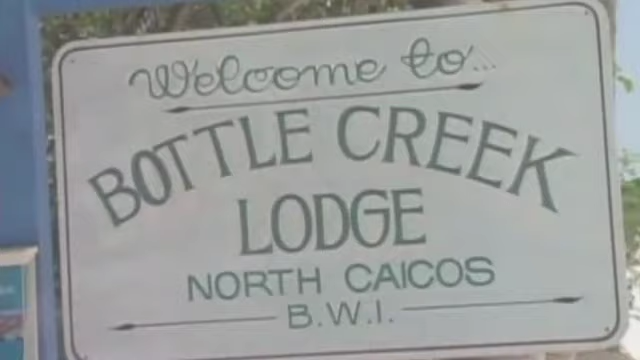 Welcome to...
BOTTLE CREEK
LODGE
NORTH CAICOS
B.W.I.